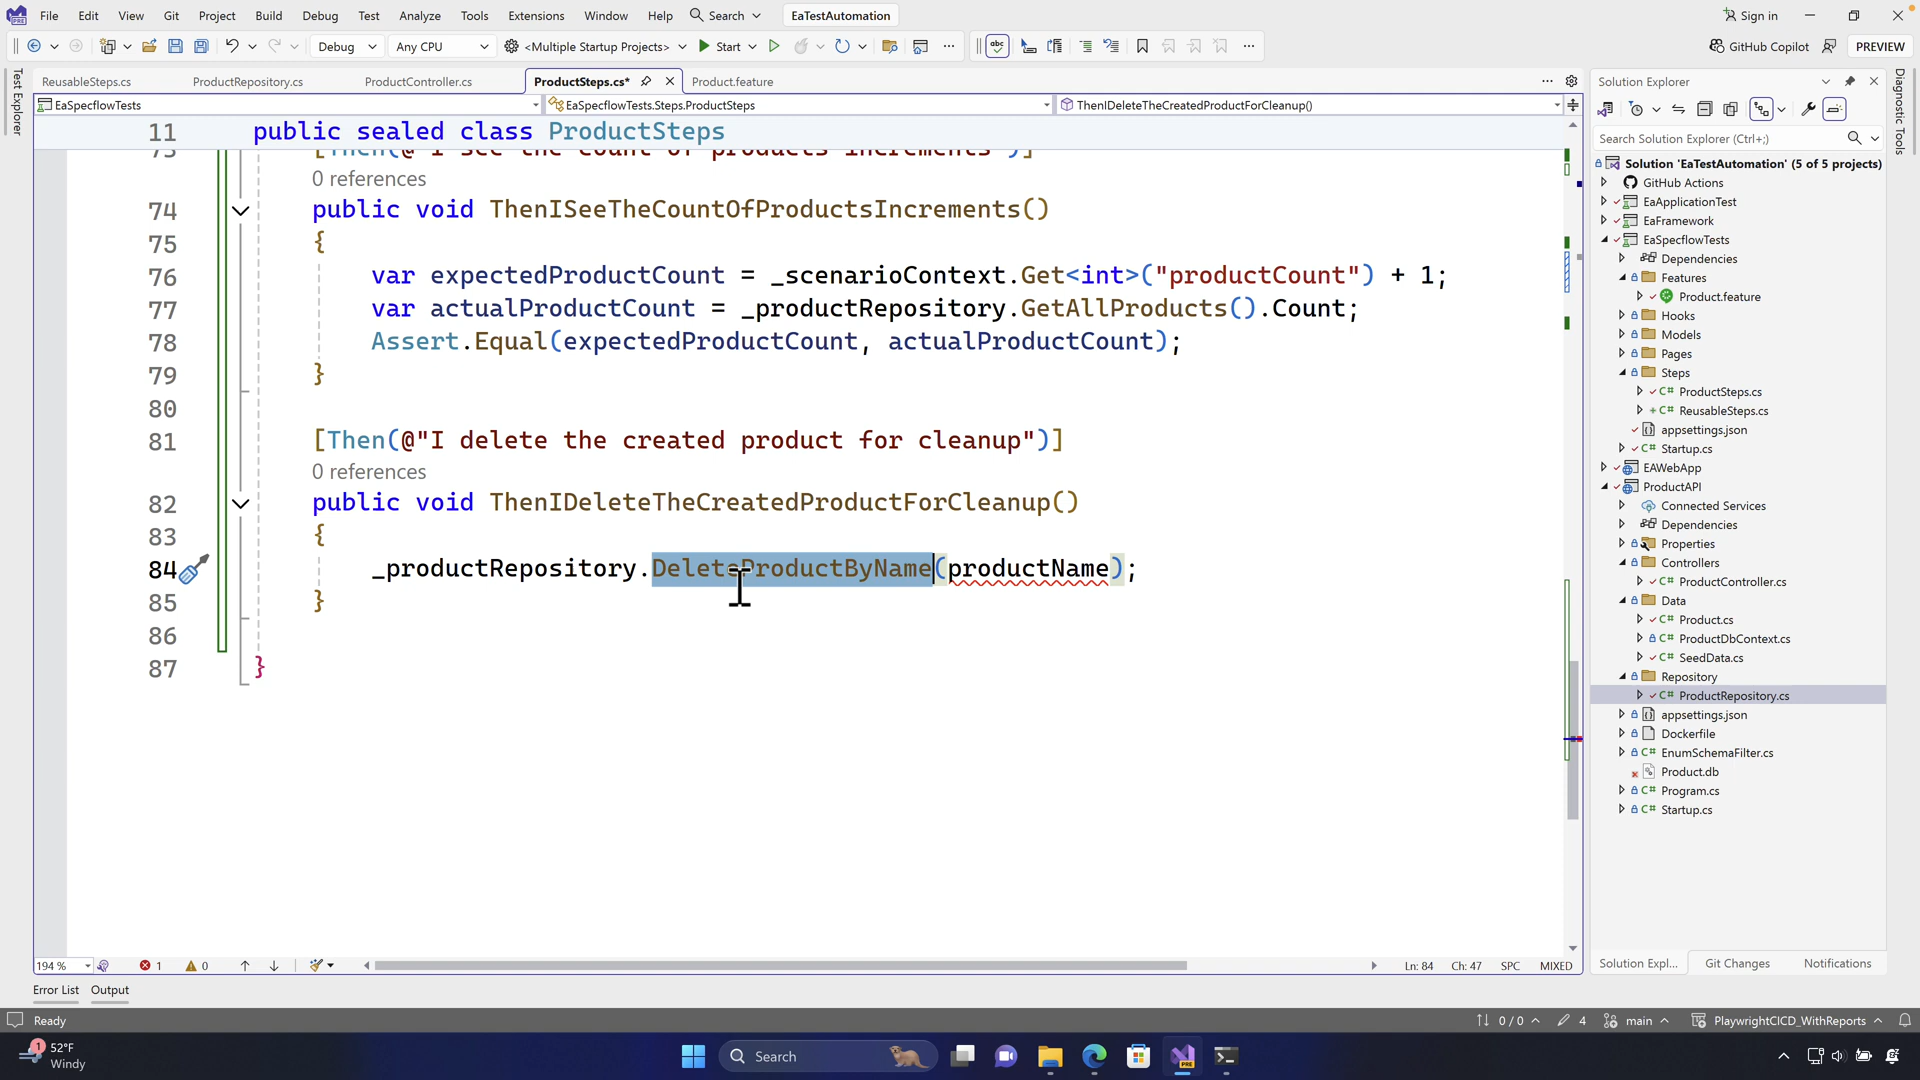 File Edit View Git Project Build Debug Test Analyze Tools Extensions Window Help Search EaTestAutomation Sign in
Debug Any CPU <Multiple Startup Projects> Start GitHub Copilot PREVIEW
Test Explorer
ReusableSteps.cs ProductRepository.cs ProductController.cs ProductSteps.cs* Product.feature
EaSpecflowTests EaSpecflowTests.Steps.ProductSteps ThenIDeleteTheCreatedProductForCleanup()
11 public sealed class ProductSteps
73 [Then(@"I see the count of products increments")]
0 references
74 public void ThenISeeTheCountOfProductsIncrements()
75 {
76 var expectedProductCount = _scenarioContext.Get<int>("productCount") + 1;
77 var actualProductCount = _productRepository.GetAllProducts().Count;
78 Assert.Equal(expectedProductCount, actualProductCount);
79 }
80
81 [Then(@"I delete the created product for cleanup")]
0 references
82 public void ThenIDeleteTheCreatedProductForCleanup()
83 {
84 _productRepository.DeleteProductByName(productName);
85 }
86
87 }
194 % 1 0 Ln: 84 Ch: 47 SPC MIXED
Error List Output
Solution Explorer
Search Solution Explorer (Ctrl+;)
Solution 'EaTestAutomation' (5 of 5 projects)
GitHub Actions
EaApplicationTest
EaFramework
EaSpecflowTests
Dependencies
Features
Product.feature
Hooks
Models
Pages
Steps
C# ProductSteps.cs
C# ReusableSteps.cs
appsettings.json
C# Startup.cs
EAWebApp
ProductAPI
Connected Services
Dependencies
Properties
Controllers
C# ProductController.cs
Data
C# Product.cs
C# ProductDbContext.cs
C# SeedData.cs
Repository
C# ProductRepository.cs
appsettings.json
Dockerfile
C# EnumSchemaFilter.cs
Product.db
C# Program.cs
C# Startup.cs
Solution Expl... Git Changes Notifications
Diagnostic Tools
Ready 0 / 0 4 main PlaywrightCICD_WithReports
1 52°F
Windy
Search